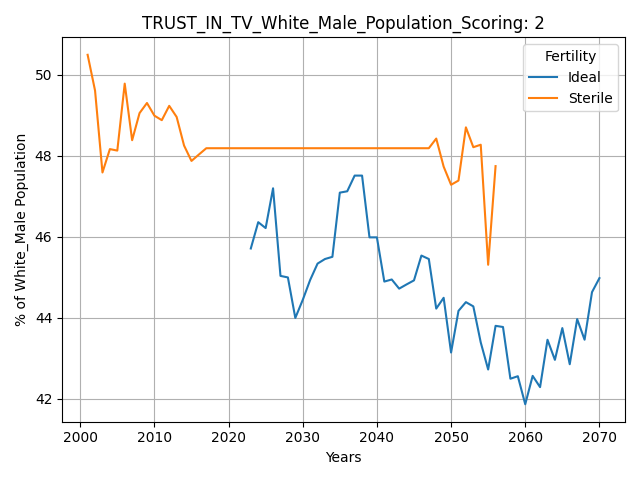 TRUST_IN_TV_White_Male_Population_Scoring: 2
% of White_Male Population
50
48
46
44
42
Fertility
Ideal
Sterile
2000 2010 2020 2030 2040 2050 2060 2070
Years